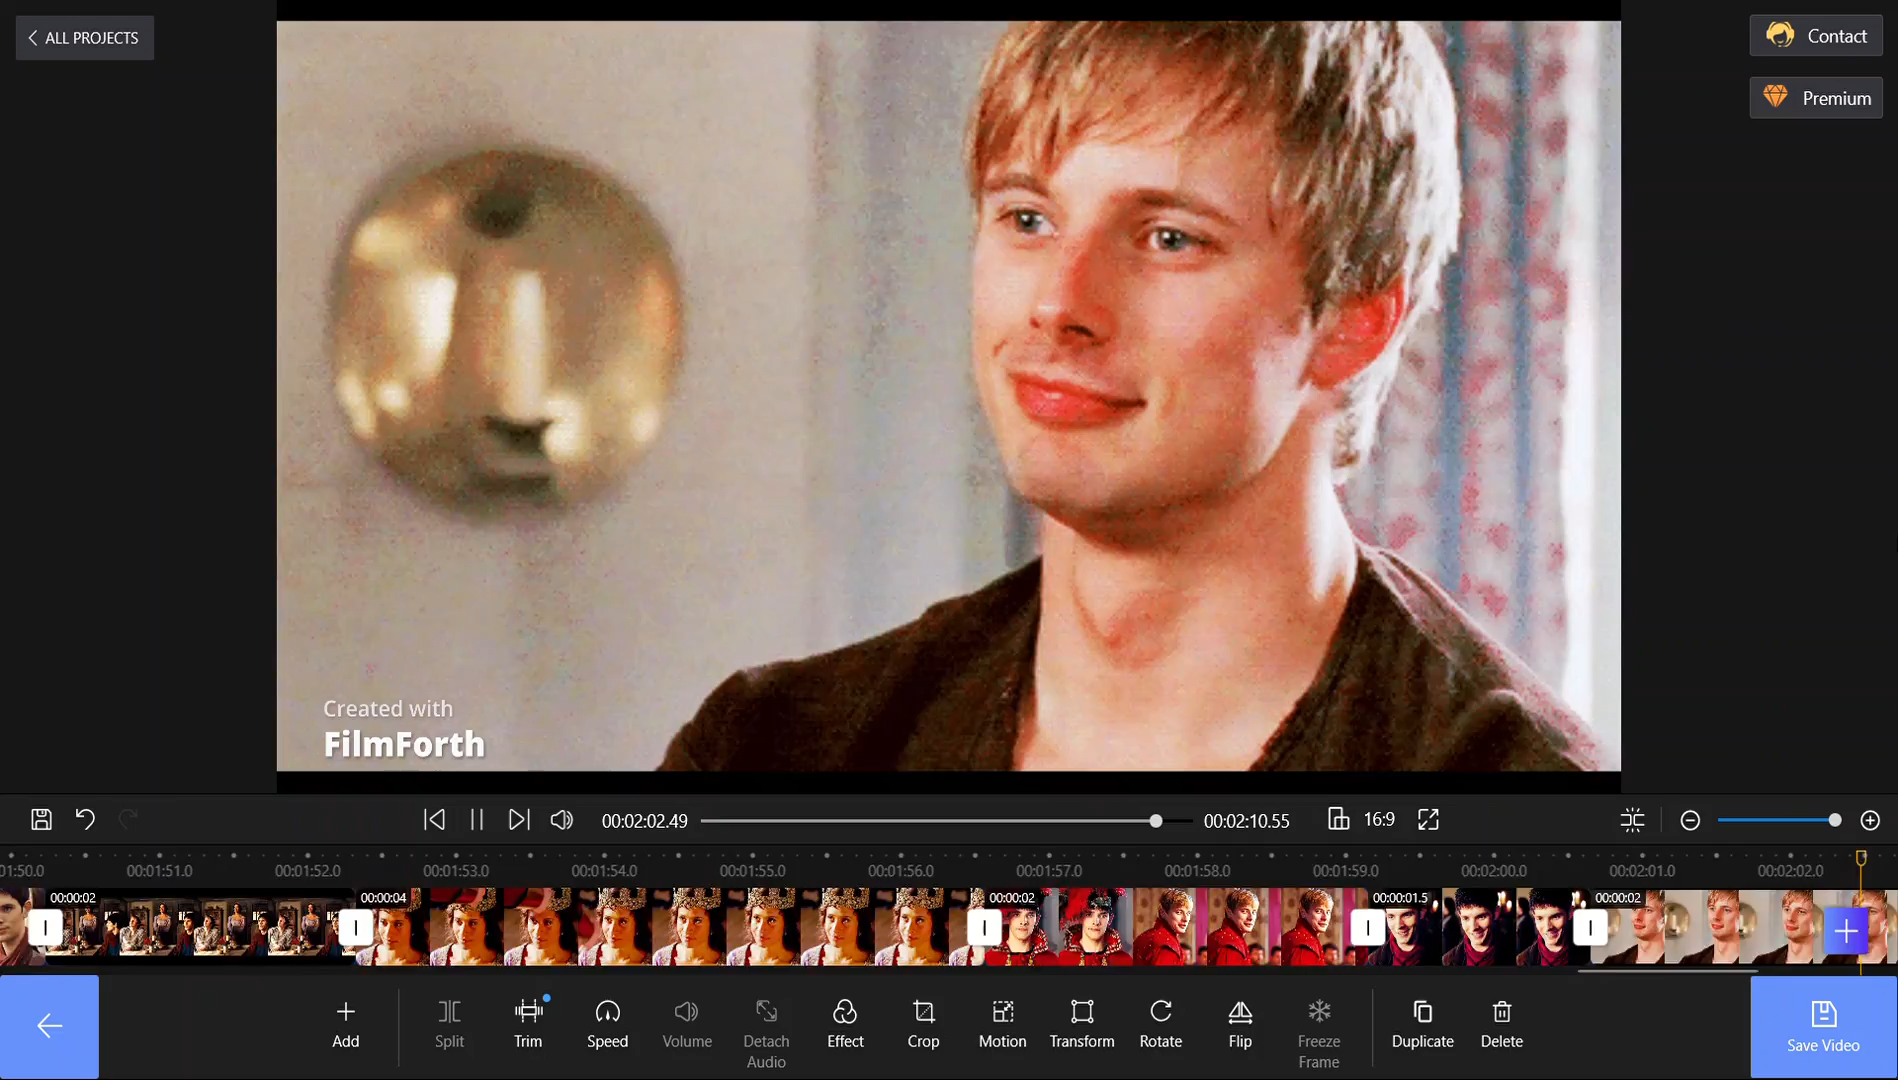 ALL PROJECTS
Contact
Premium
Created with
FilmForth
00:02:02.49
00:02:10.55
16:9
01:50.0 00:01:51.0 00:01:52.0 00:01:53.0 00:01:54.0 00:01:55.0 00:01:56.0 00:01:57.0 00:01:58.0 00:01:59.0 00:02:00.0 00:02:01.0 00:02:02.0
00:00:02 00:00:04 00:00:02 00:00:01.5 00:00:02
Add
Split
Trim
Speed
Volume
Detach
Audio
Effect
Crop
Motion
Transform
Rotate
Flip
Freeze
Frame
Duplicate
Delete
Save Video